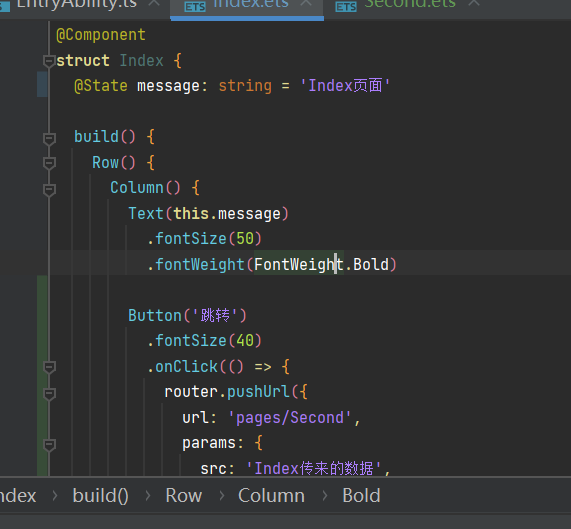 EntryAbility.ts Index.ets Second.ets
@Component
struct Index {
@State message: string = 'Index页面'
build() {
Row() {
Column() {
Text(this.message)
.fontSize(50)
.fontWeight(FontWeight.Bold)
Button('跳转')
.fontSize(40)
.onClick(() => {
router.pushUrl({
url: 'pages/Second',
params: {
src: 'Index传来的数据',
ndex › build() › Row › Column › Bold